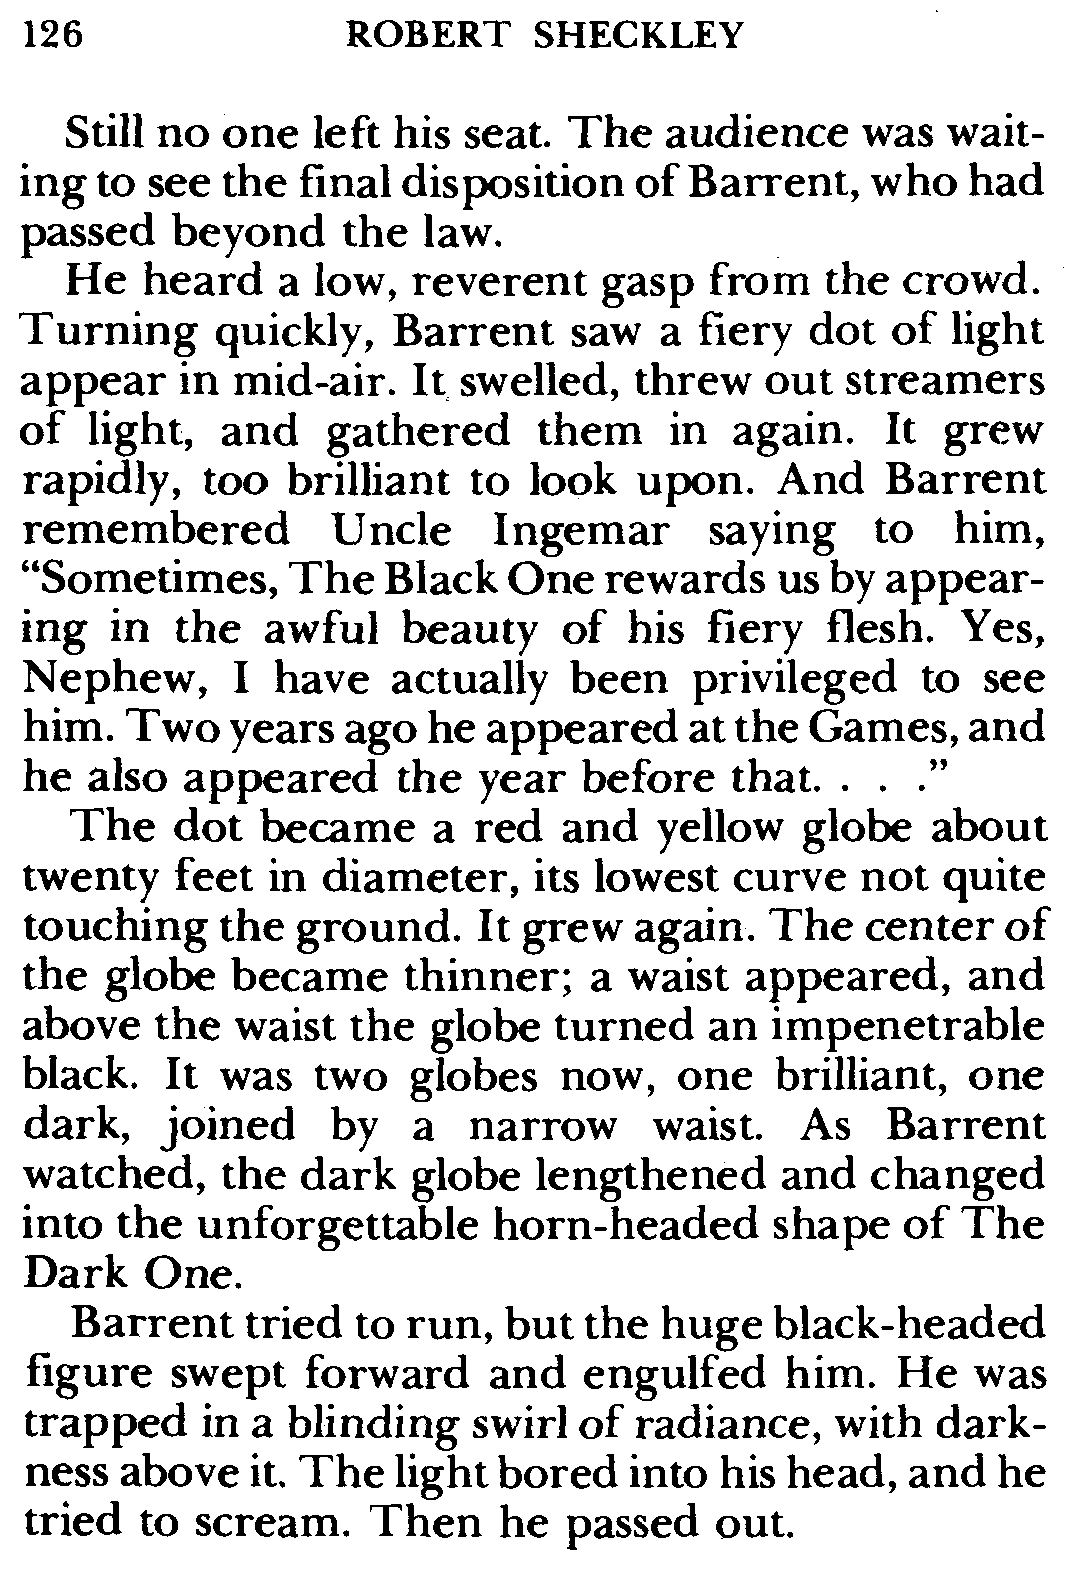 126 ROBERT SHECKLEY
Still no one left his seat. The audience was wait-
ing to see the final disposition of Barrent, who had
passed beyond the law.
He heard a low, reverent gasp from the crowd.
Turning quickly, Barrent saw a fiery dot of light
appear in mid-air. It swelled, threw out streamers
of light, and gathered them in again. It grew
rapidly, too brilliant to look upon. And Barrent
remembered Uncle Ingemar saying to him,
“Sometimes, The Black One rewards us by appear-
ing in the awful beauty of his fiery flesh. Yes,
Nephew, I have actually been privileged to see
him. Two years ago he appeared at the Games, and
he also appeared the year before that. . . .”
The dot became a red and yellow globe about
twenty feet in diameter, its lowest curve not quite
touching the ground. It grew again. The center of
the globe became thinner; a waist appeared, and
above the waist the globe turned an impenetrable
black. It was two globes now, one brilliant, one
dark, joined by a narrow waist. As Barrent
watched, the dark globe lengthened and changed
into the unforgettable horn-headed shape of The
Dark One.
Barrent tried to run, but the huge black-headed
figure swept forward and engulfed him. He was
trapped in a blinding swirl of radiance, with dark-
ness above it. The light bored into his head, and he
tried to scream. Then he passed out.